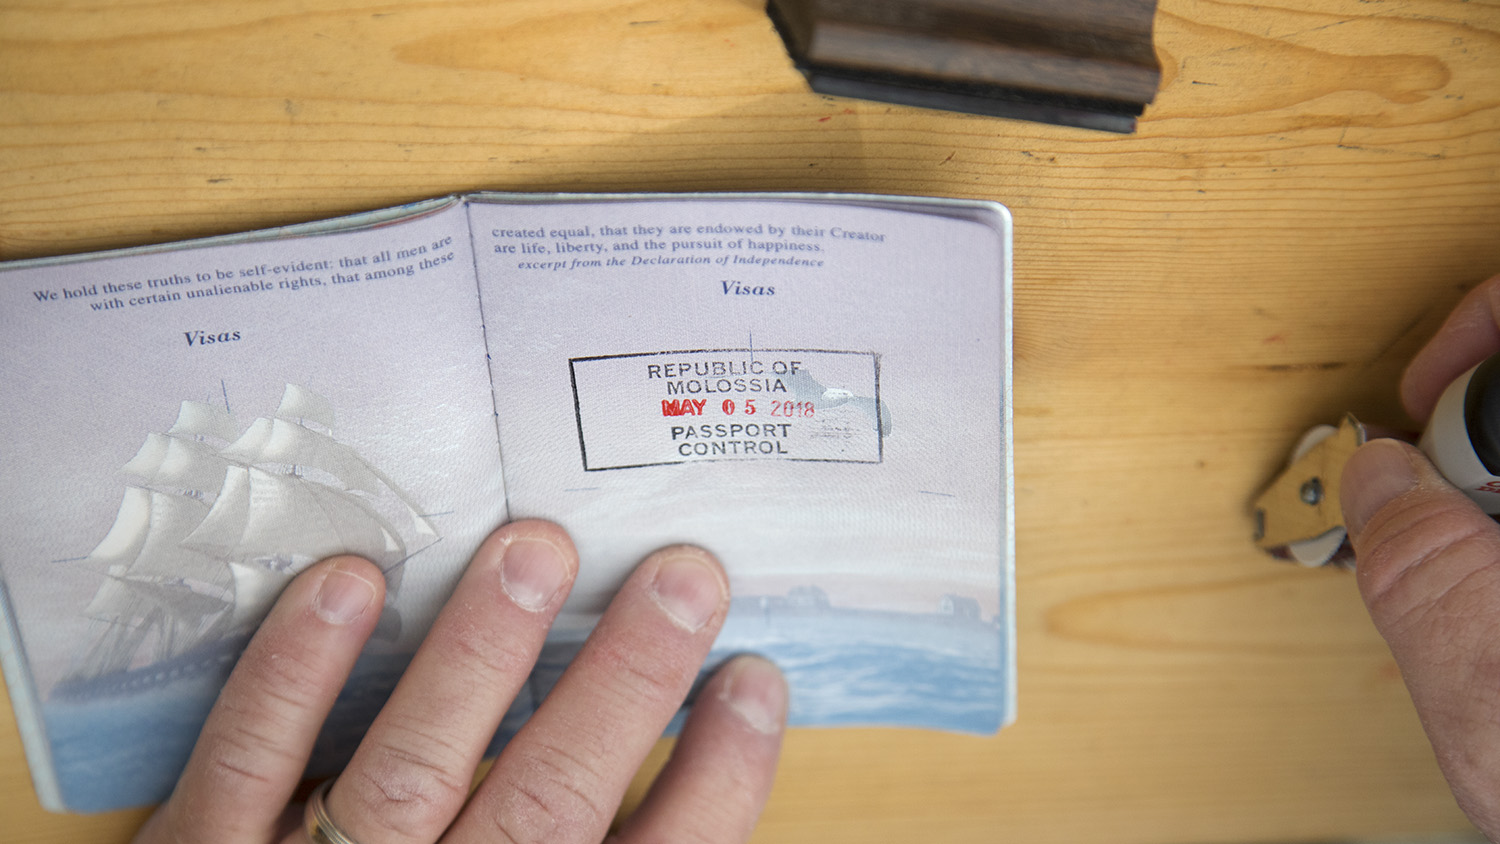 We hold these truths to be self-evident: that all men are
with certain unalienable rights, that among these
Visas
created equal, that they are endowed by their Creator
are life, liberty, and the pursuit of happiness.
excerpt from the Declaration of Independence
Visas
REPUBLIC OF
MOLOSSIA
MAY 05 2018
PASSPORT
CONTROL